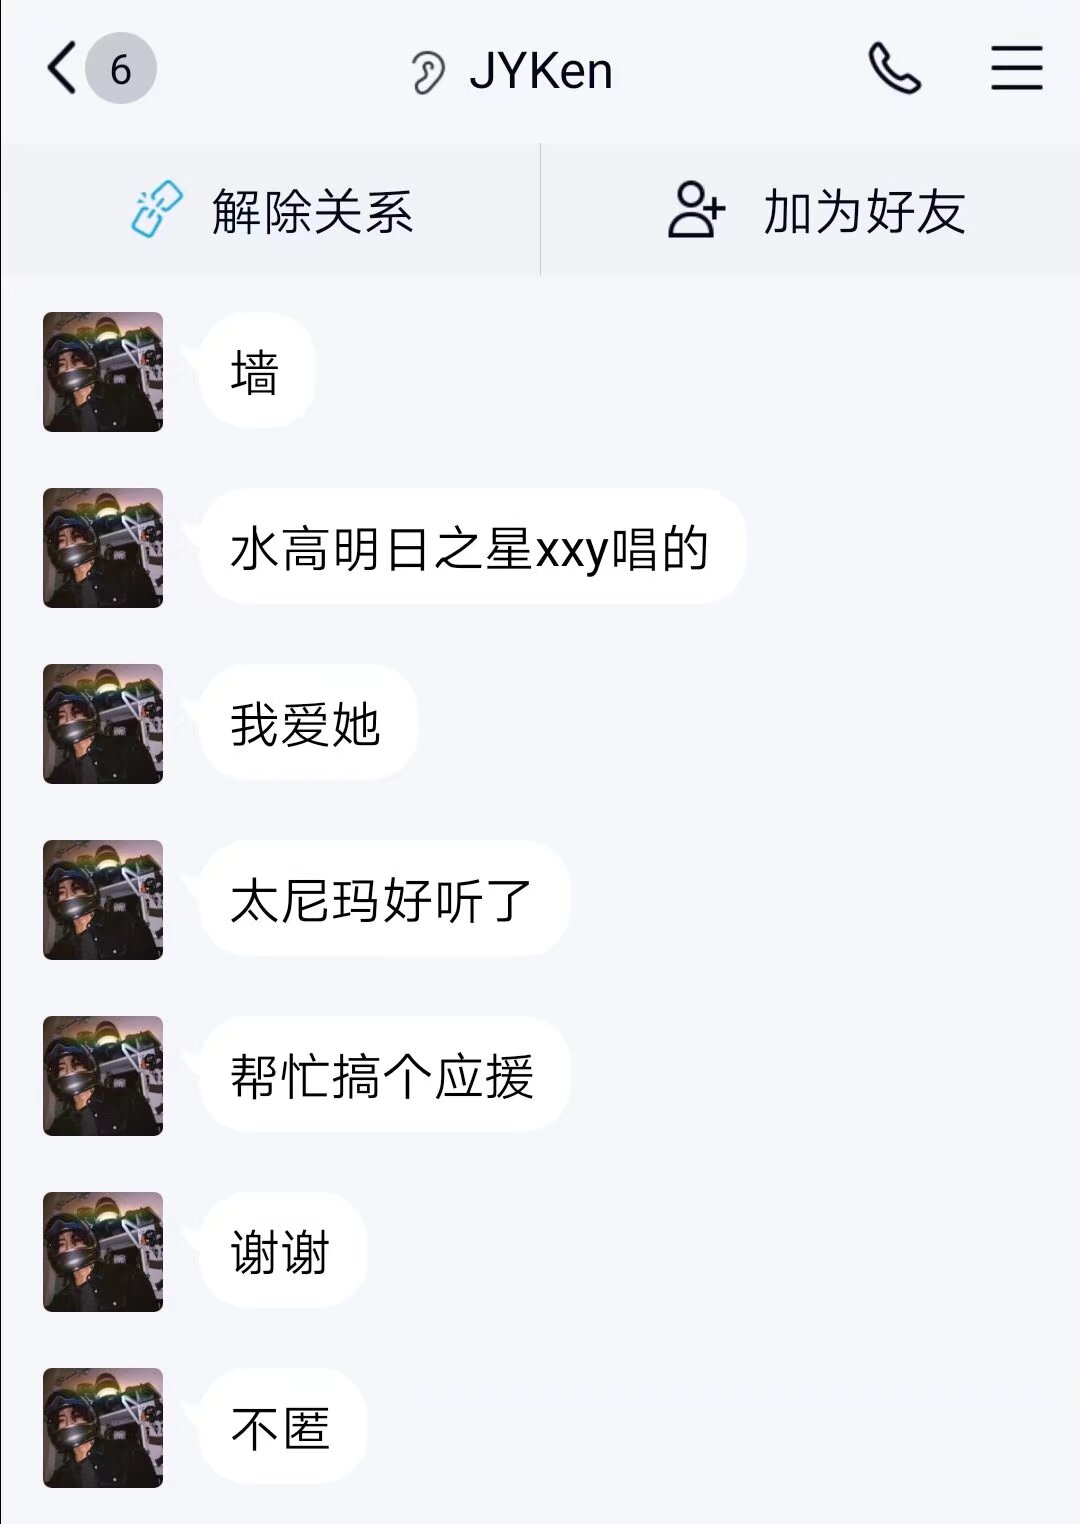 6
JYKen
解除关系
加为好友
墙
水高明日之星xxy唱的
我爱她
太尼玛好听了
帮忙搞个应援
谢谢
不匿